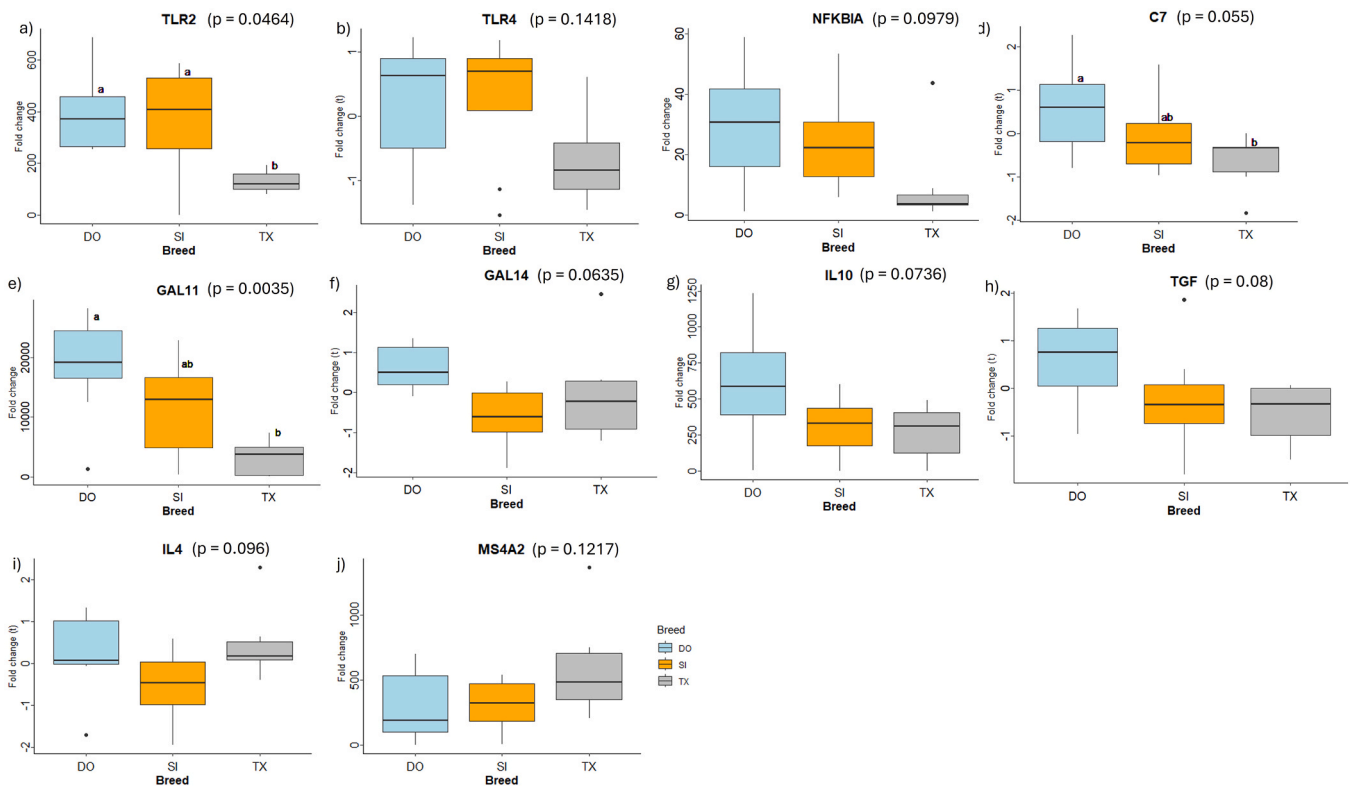 a)
TLR2 (p = 0.0464)
Fold change
600
400
200
0
a
a
b
DO SI TX
Breed
b)
TLR4 (p = 0.1418)
Fold change (t)
1
0
-1
DO SI TX
Breed
NFKBIA (p = 0.0979)
Fold change
60
40
20
0
DO SI TX
Breed
d)
C7 (p = 0.055)
Fold change (t)
2
1
0
-1
-2
a
ab
b
DO SI TX
Breed
e)
GAL11 (p = 0.0035)
Fold change
20000
10000
0
a
ab
b
DO SI TX
Breed
f)
GAL14 (p = 0.0635)
Fold change (t)
2
1
0
-1
-2
DO SI TX
Breed
g)
IL10 (p = 0.0736)
Fold change
1250
1000
750
500
250
0
DO SI TX
Breed
h)
TGF (p = 0.08)
Fold change (t)
2
1
0
-1
DO SI TX
Breed
i)
IL4 (p = 0.096)
Fold change (t)
2
1
0
-1
-2
DO SI TX
Breed
j)
MS4A2 (p = 0.1217)
Fold change
1000
500
0
DO SI TX
Breed
Breed
DO
SI
TX